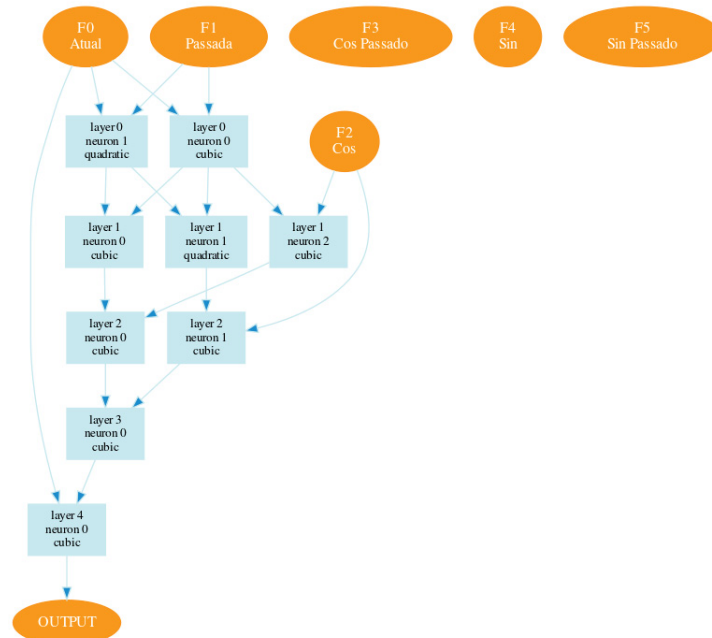 F0
Atual
F1
Passada
F3
Cos Passado
F4
Sin
F5
Sin Passado
layer 0
neuron 1
quadratic
layer 0
neuron 0
cubic
F2
Cos
layer 1
neuron 0
cubic
layer 1
neuron 1
quadratic
layer 1
neuron 2
cubic
layer 2
neuron 0
cubic
layer 2
neuron 1
cubic
layer 3
neuron 0
cubic
layer 4
neuron 0
cubic
OUTPUT